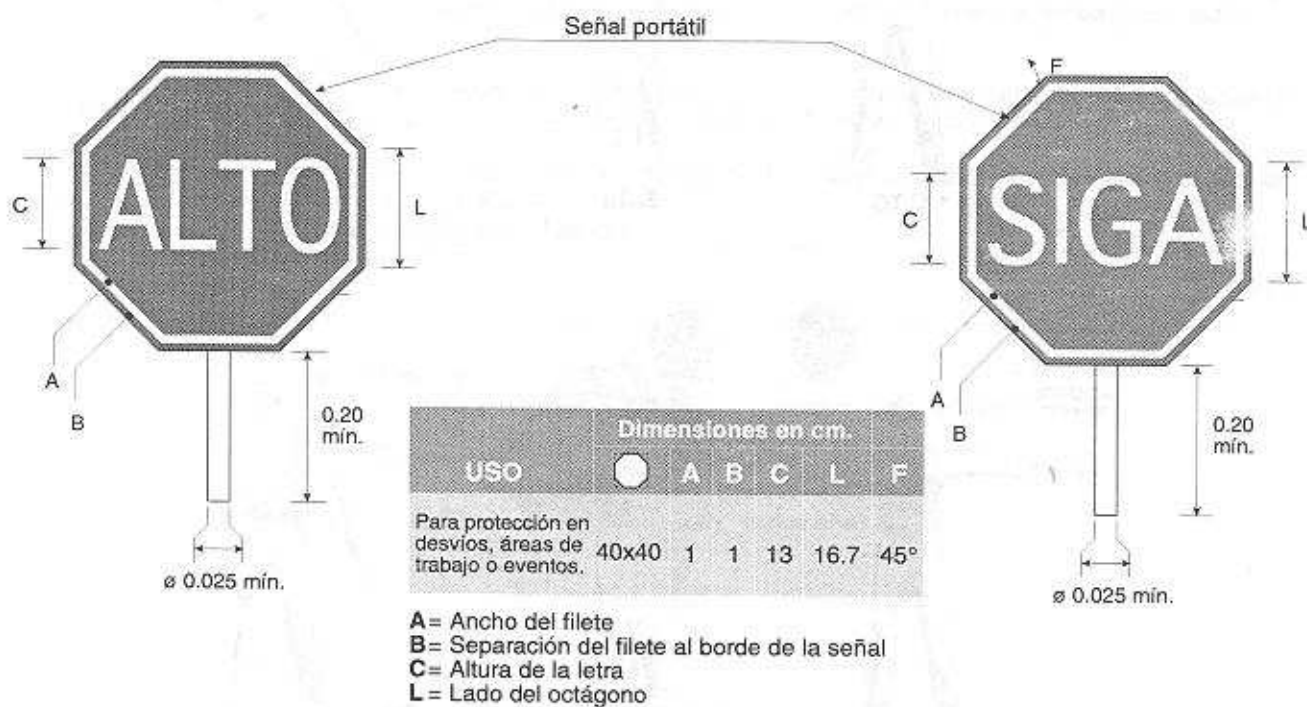 Señal portátil
F
ALTO
SIGA
C
L
C
L
A
B
A
B
0.20
mín.
0.20
mín.
ø 0.025 mín.
ø 0.025 mín.
Dimensiones en cm.
USO A B C L F
Para protección en
desvíos, áreas de
trabajo o eventos.
40x40 1 1 13 16.7 45°
A= Ancho del filete
B= Separación del filete al borde de la señal
C= Altura de la letra
L= Lado del octágono